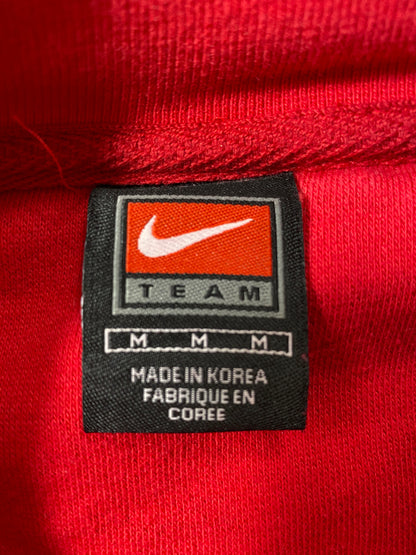 TEAM
M M M
MADE IN KOREA
FABRIQUE EN
COREE